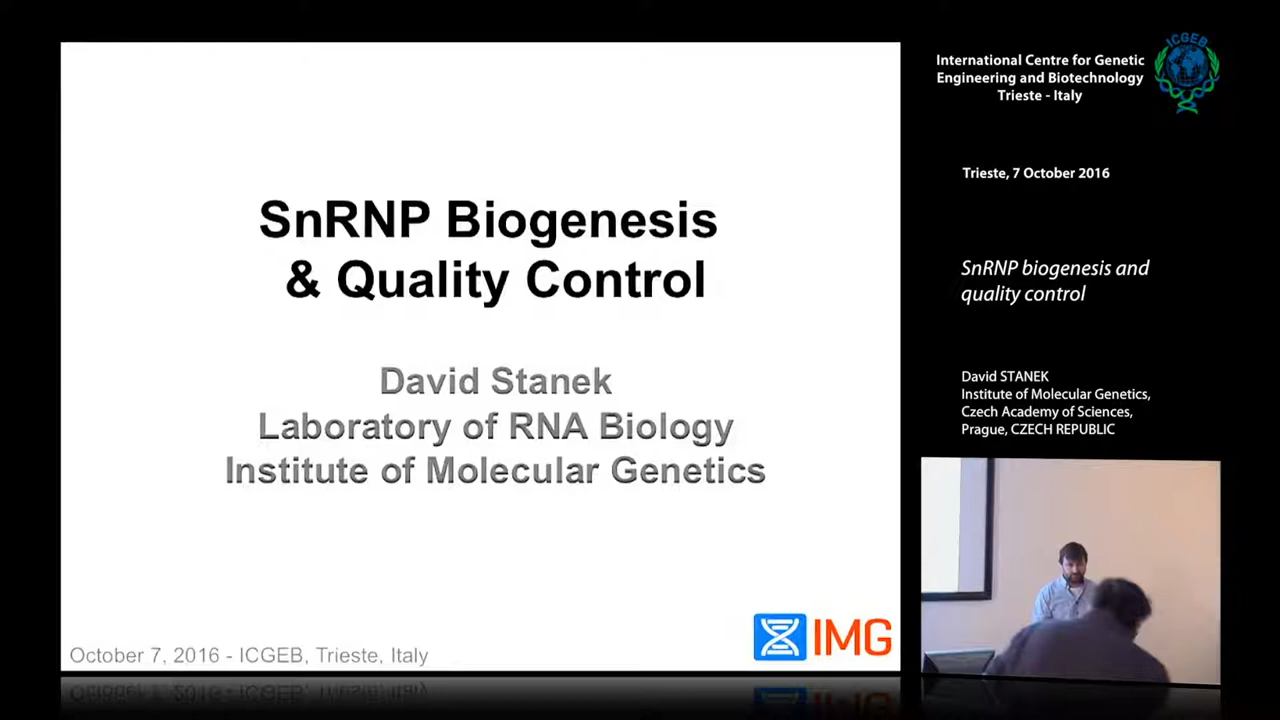 SnRNP Biogenesis
& Quality Control
David Stanek
Laboratory of RNA Biology
Institute of Molecular Genetics
IMG
October 7, 2016 - ICGEB, Trieste, Italy
ICGEB
International Centre for Genetic
Engineering and Biotechnology
Trieste - Italy
Trieste, 7 October 2016
SnRNP biogenesis and
quality control
David STANEK
Institute of Molecular Genetics,
Czech Academy of Sciences,
Prague, CZECH REPUBLIC